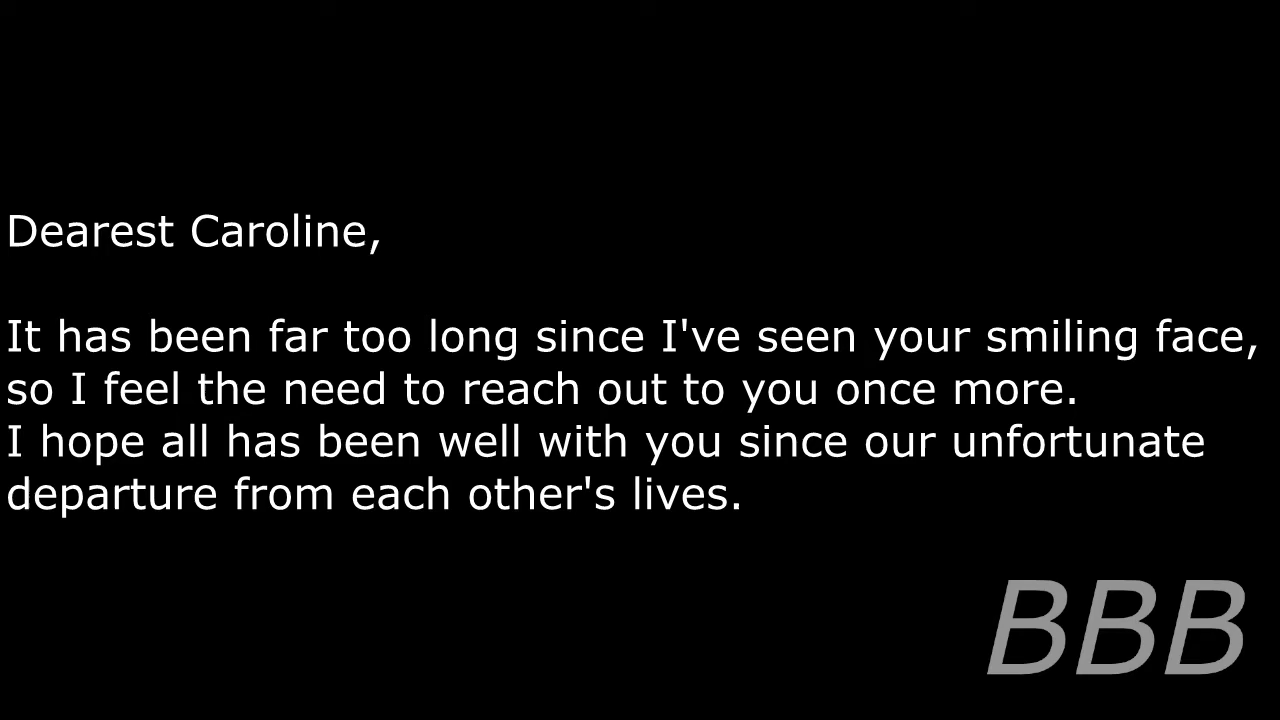 Dearest Caroline,
It has been far too long since I've seen your smiling face,
so I feel the need to reach out to you once more.
I hope all has been well with you since our unfortunate
departure from each other's lives.
BBB